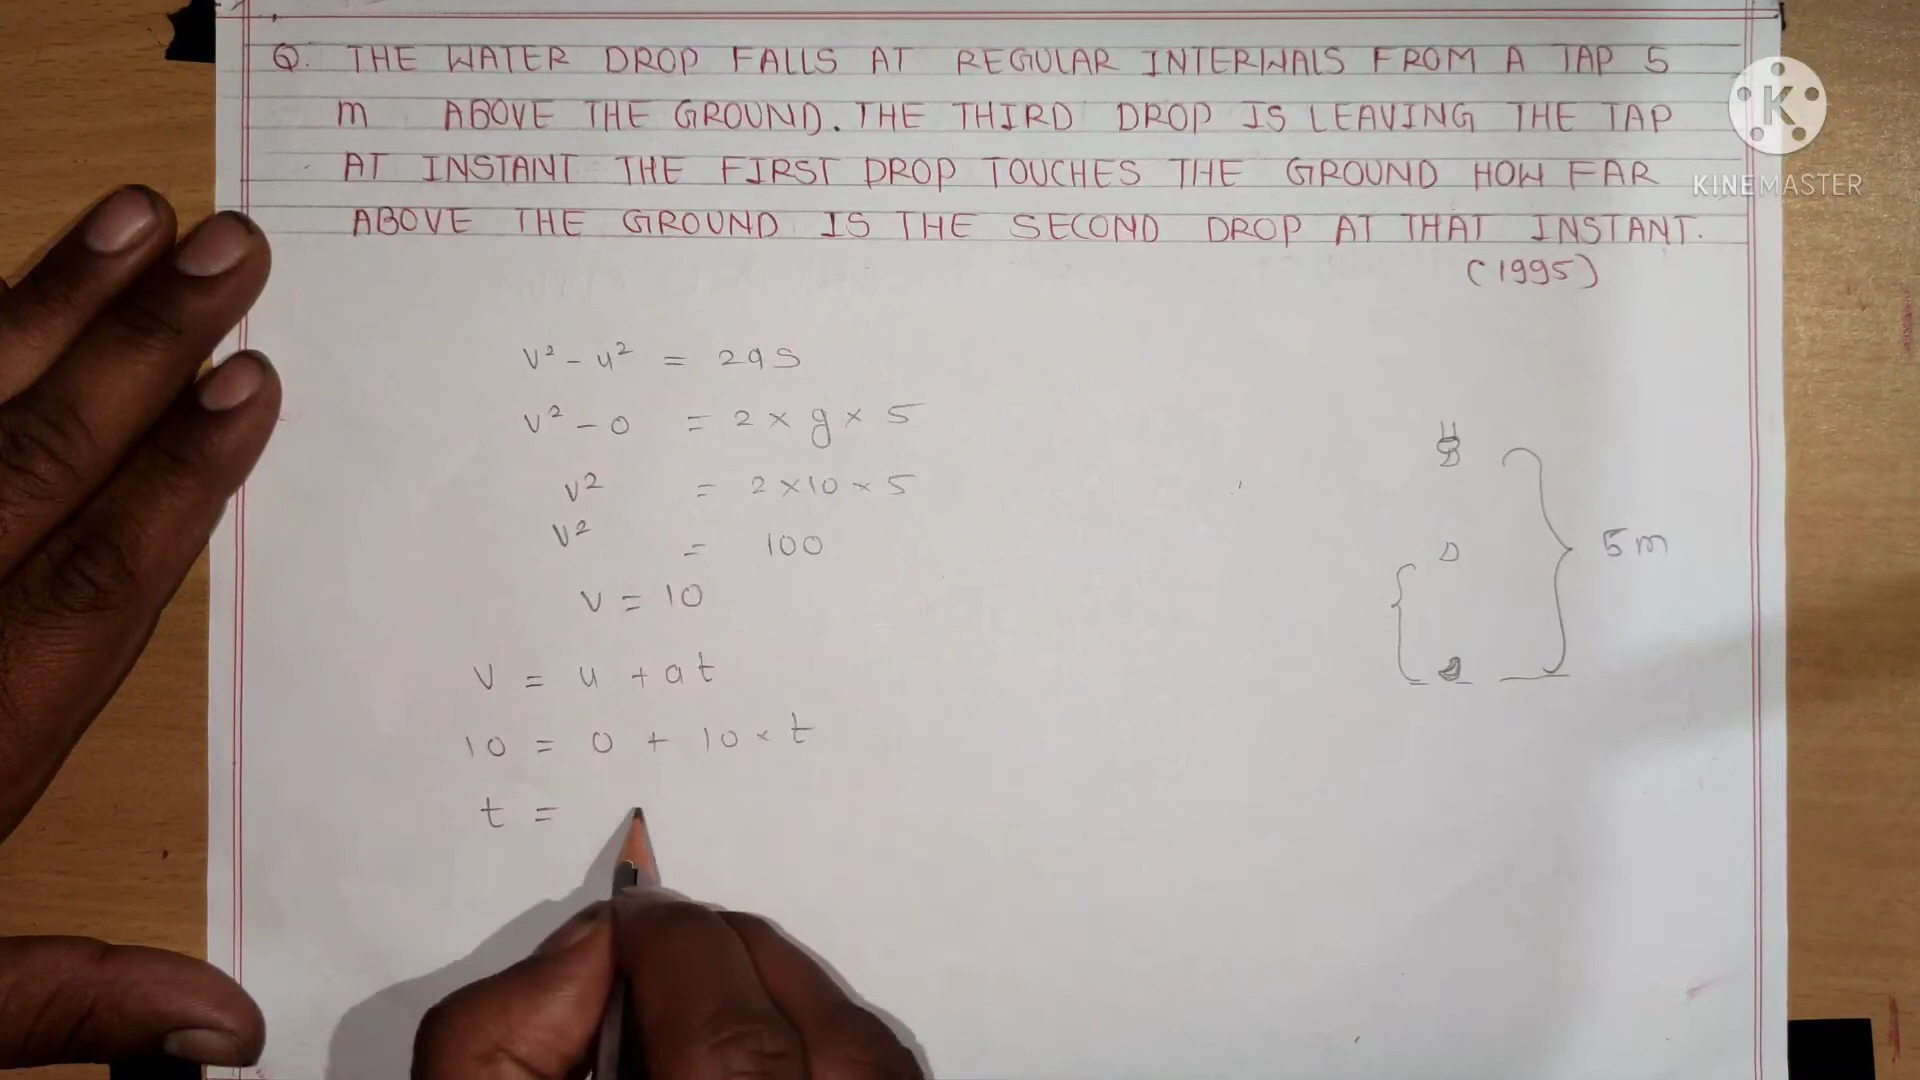 Q. THE WATER DROP FALLS AT REGULAR INTERWALS FROM A TAP 5
m ABOVE THE GROUND. THE THIRD DROP IS LEAVING THE TAP
AT INSTANT THE FIRST DROP TOUCHES THE GROUND HOW FAR
ABOVE THE GROUND IS THE SECOND DROP AT THAT INSTANT.
(1995)
K
KINEMASTER
v² - u² = 2as
v² - 0 = 2 × g × 5
v² = 2 × 10 × 5
v² = 100
v = 10
v = u + at
10 = 0 + 10 × t
t =
5 m